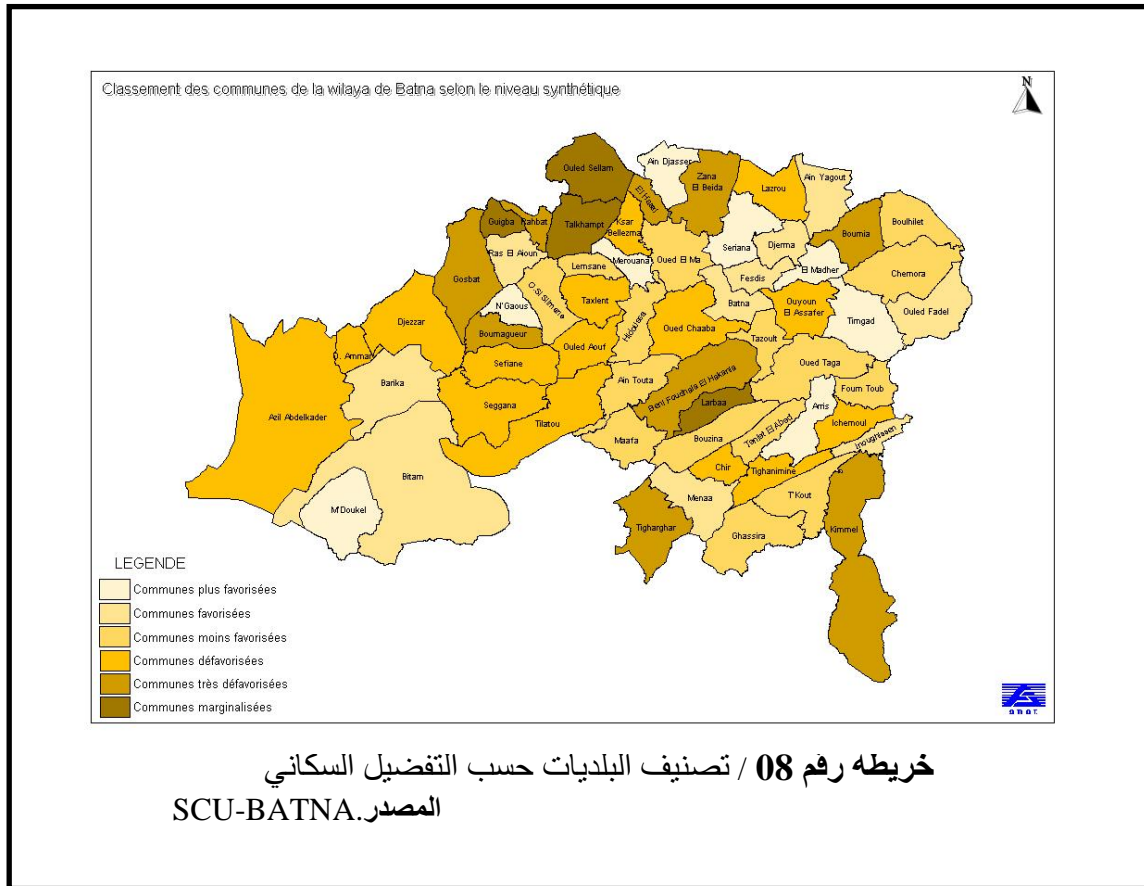 Classement des communes de la wilaya de Batna selon le niveau synthétique
N
Ouled Sellam
Ain Djasser
Zana
El Beida
Lazrou
Ain Yagout
El Hassi
Guigba
Rahbat
Talkhampt
Ksar
Bellezma
Seriana
Djerma
Boumia
Boulhilet
Ras El Aioun
Lemsane
Merouana
Oued El Ma
Fesdis
El Madher
Chemora
Gosbat
N'Gaous
O.Si Slimene
Taxlent
Hidoussa
Batna
Ouyoun
El Assafer
Timgad
Ouled Fadel
Djezzar
Boumagueur
Oued Chaaba
Tazoult
O. Ammar
Sefiane
Ouled Aouf
Barika
Ain Touta
Beni Foudhala El Hakania
Oued Taga
Foum Toub
Azil Abdelkader
Seggana
Larbaa
Arris
Ichemoul
Tilatou
Maafa
Bouzina
Teniet El Abed
Inoughissen
Bitam
Chir
Tighanimine
M'Doukel
Menaa
T'Kout
Tigharghar
Ghassira
Kimmel
LEGENDE
Communes plus favorisées
Communes favorisées
Communes moins favorisées
Communes défavorisées
Communes très défavorisées
Communes marginalisées
anat
خريطه رقم 08 / تصنيف البلديات حسب التفضيل السكاني
المصدر.SCU-BATNA